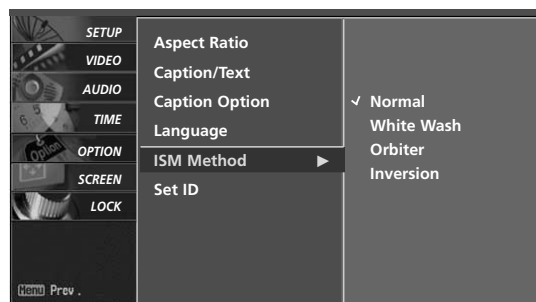 SETUP
VIDEO
AUDIO
TIME
OPTION
SCREEN
LOCK
Menu Prev.
Aspect Ratio
Caption/Text
Caption Option
Language
ISM Method ►
Set ID
✓ Normal
White Wash
Orbiter
Inversion